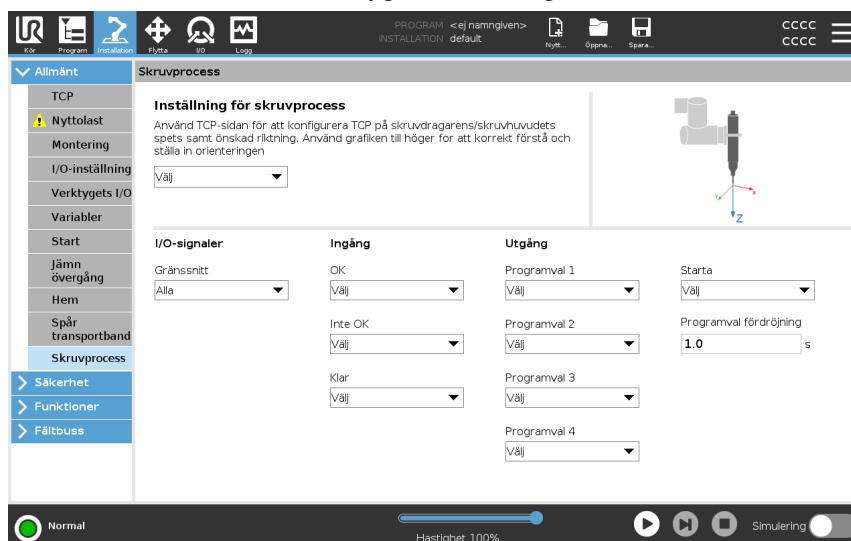 PROGRAM <ej namngiven>
INSTALLATION default
CCCC
CCCC
UR
Kör
Program
Installation
Flytta
I/O
Logg
Nytt...
Öppna...
Spara...
Allmänt
TCP
Nyttolast
Montering
I/O-inställning
Verktygets I/O
Variabler
Start
Jämn
övergång
Hem
Spår
transportband
Skruvprocess
Säkerhet
Funktioner
Fältbuss
Skruvprocess
Inställning för skruvprocess
Använd TCP-sidan för att konfigurera TCP på skruvdragarens/skruvhuvudets
spets samt önskad riktning. Använd grafiken till höger för att korrekt förstå och
ställa in orienteringen
Välj
Y
X
Z
I/O-signaler
Gränssnitt
Alla
Ingång
OK
Välj
Inte OK
Välj
Klar
Välj
Utgång
Programval 1
Välj
Programval 2
Välj
Programval 3
Välj
Programval 4
Välj
Starta
Välj
Programval fördröjning
1.0 s
Normal
Hastighet 100%
Simulering